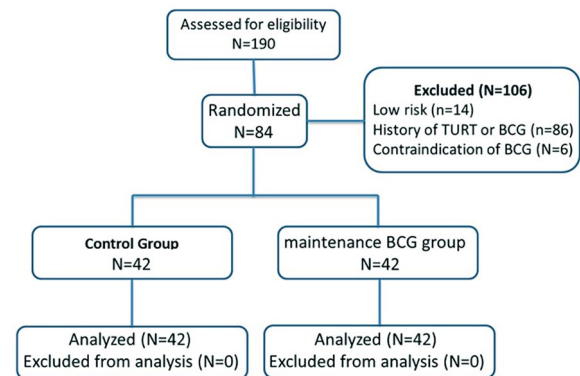 Assessed for eligibility
N=190
Excluded (N=106)
Low risk (n=14)
History of TURT or BCG (n=86)
Contraindication of BCG (N=6)
Randomized
N=84
Control Group
N=42
maintenance BCG group
N=42
Analyzed (N=42)
Excluded from analysis (N=0)
Analyzed (N=42)
Excluded from analysis (N=0)